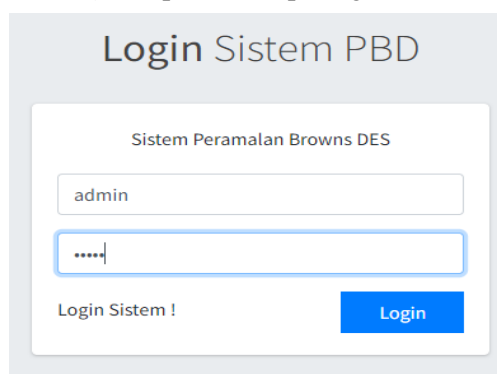 Login Sistem PBD
Sistem Peramalan Browns DES
admin
•••••
Login Sistem !
Login